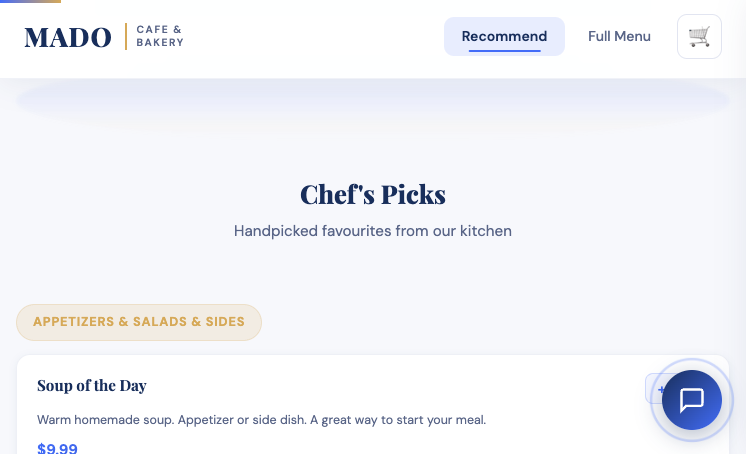 MADO
CAFE &
BAKERY
Recommend
Full Menu
Chef's Picks
Handpicked favourites from our kitchen
APPETIZERS & SALADS & SIDES
Soup of the Day
+
Warm homemade soup. Appetizer or side dish. A great way to start your meal.
$9.99